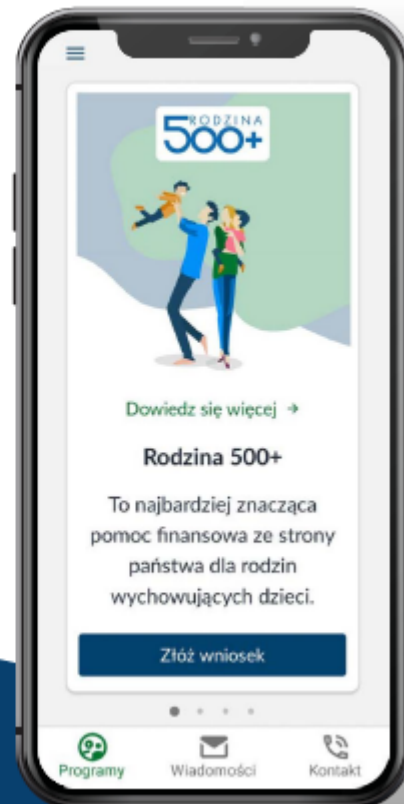 RODZINA
500+
Dowiedz się więcej →
Rodzina 500+
To najbardziej znacząca
pomoc finansowa ze strony
państwa dla rodzin
wychowujących dzieci.
Złóż wniosek
Programy Wiadomości Kontakt